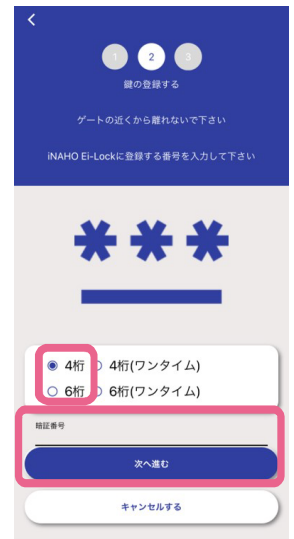 1 2 3
鍵の登録する
ゲートの近くから離れないで下さい
iNAHO Ei-Lockに登録する番号を入力して下さい
***
4桁 4桁(ワンタイム)
6桁 6桁(ワンタイム)
暗証番号
次へ進む
キャンセルする